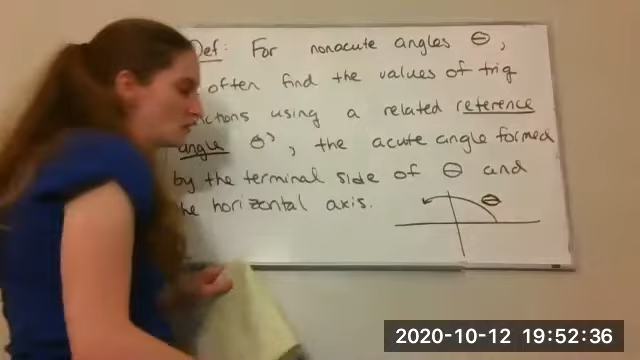 Def: For nonacute angles θ,
often find the values of trig
functions using a related reference
angle θ', the acute angle formed
by the terminal side of θ and
the horizontal axis.
θ
2020-10-12 19:52:36